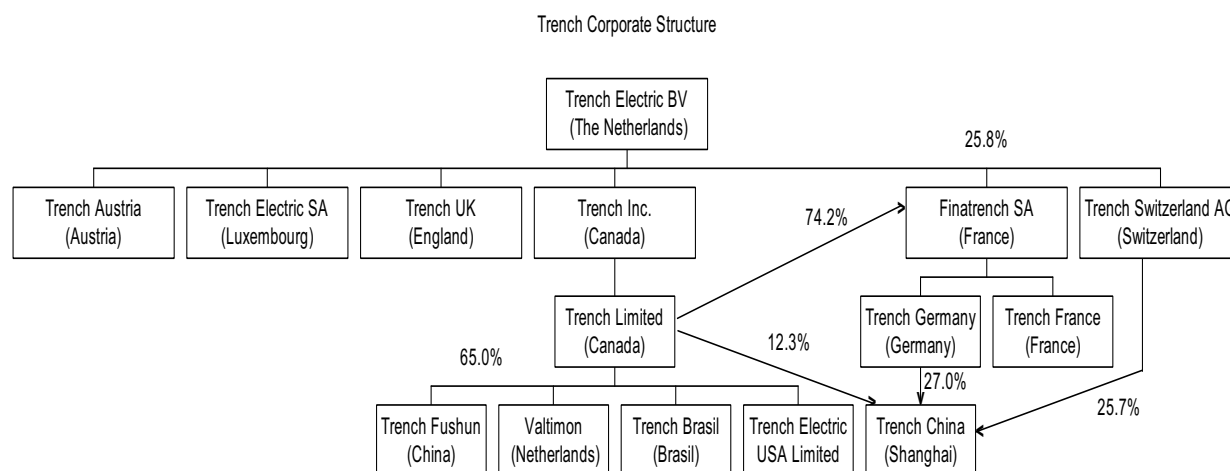 Trench Corporate Structure
Trench Electric BV
(The Netherlands)
25.8%
Trench Austria
(Austria)
Trench Electric SA
(Luxembourg)
Trench UK
(England)
Trench Inc.
(Canada)
74.2%
Finatrench SA
(France)
Trench Switzerland AG
(Switzerland)
Trench Limited
(Canada)
Trench Germany
(Germany)
Trench France
(France)
65.0%
12.3%
27.0%
25.7%
Trench Fushun
(China)
Valtimon
(Netherlands)
Trench Brasil
(Brasil)
Trench Electric
USA Limited
Trench China
(Shanghai)